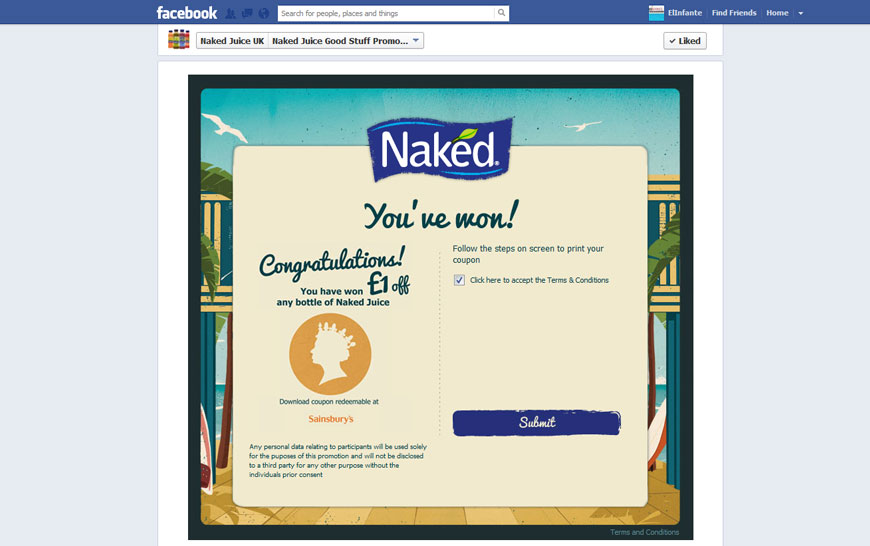 facebook
Search for people, places and things
ElInfante
Find Friends
Home
Naked Juice UK
Naked Juice Good Stuff Promo...
Liked
Naked®
You've won!
Congratulations!
You have won £1 off
any bottle of Naked Juice
Download coupon redeemable at
Sainsbury's
Any personal data relating to participants will be used solely
for the purposes of this promotion and will not be disclosed
to a third party for any other purpose without the
individuals prior consent
Follow the steps on screen to print your
coupon
Click here to accept the Terms & Conditions
Submit
Terms and Conditions